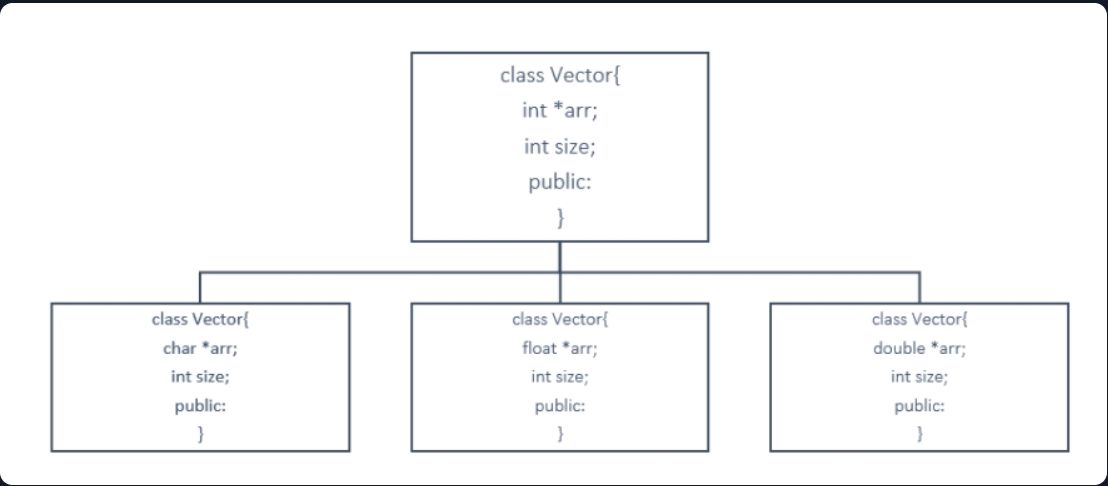 class Vector{
int *arr;
int size;
public:
}
class Vector{
char *arr;
int size;
public:
}
class Vector{
float *arr;
int size;
public:
}
class Vector{
double *arr;
int size;
public:
}